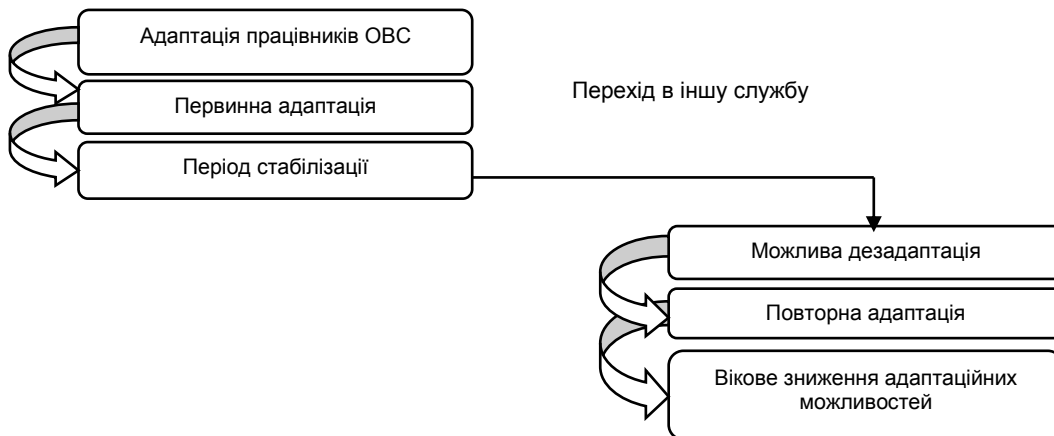 Адаптація працівників ОВС
Первинна адаптація
Перехід в іншу службу
Період стабілізації
Можлива дезадаптація
Повторна адаптація
Вікове зниження адаптаційних
можливостей